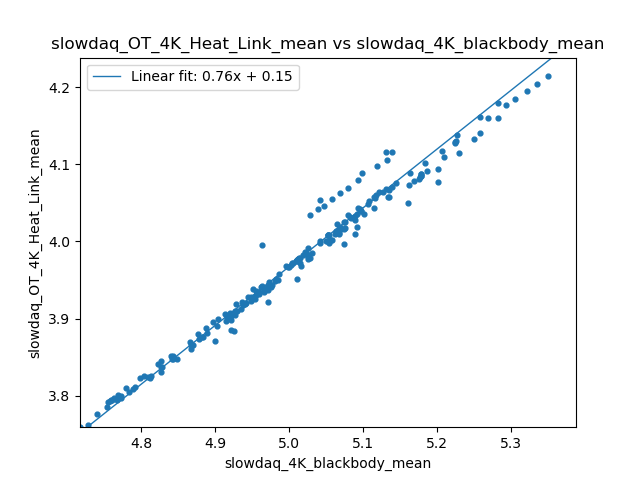 slowdaq_OT_4K_Heat_Link_mean vs slowdaq_4K_blackbody_mean
Linear fit: 0.76x + 0.15
4.2
4.1
4.0
3.9
3.8
slowdaq_OT_4K_Heat_Link_mean
4.8 4.9 5.0 5.1 5.2 5.3
slowdaq_4K_blackbody_mean